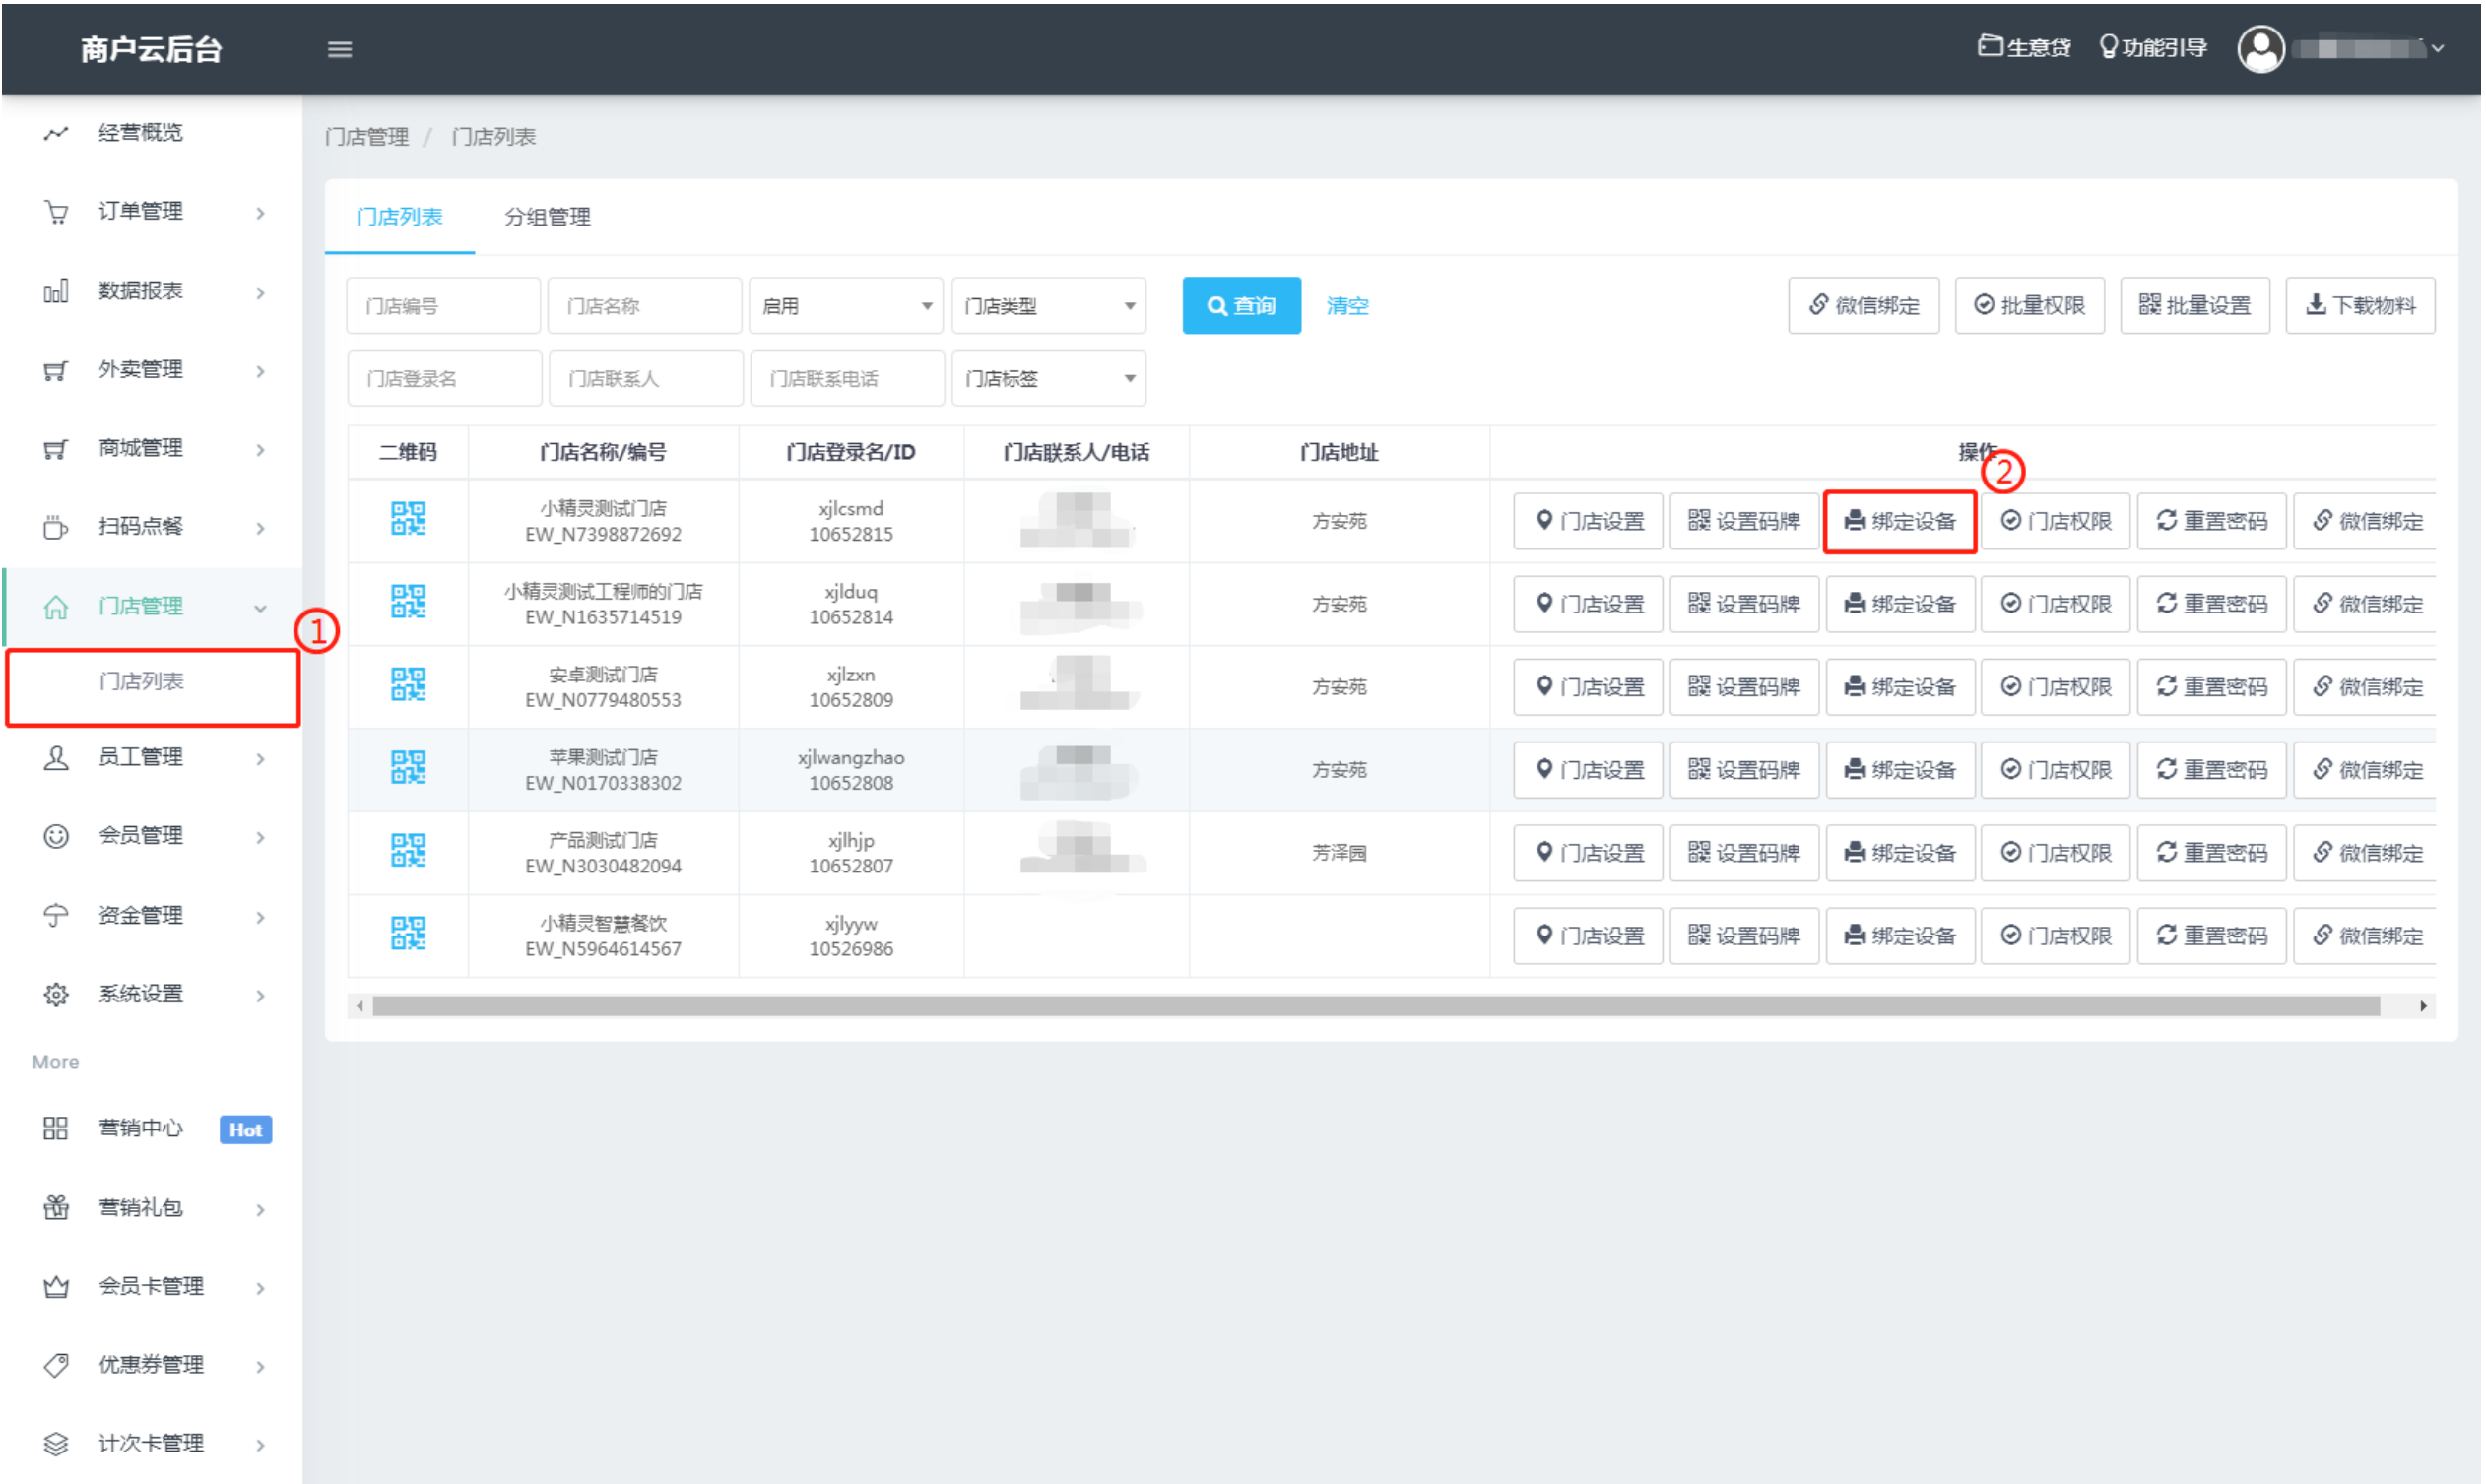 商户云后台
生意贷
功能引导
经营概览
订单管理
数据报表
外卖管理
商城管理
扫码点餐
门店管理
①
门店列表
员工管理
会员管理
资金管理
系统设置
More
营销中心 Hot
营销礼包
会员卡管理
优惠券管理
计次卡管理
门店管理 / 门店列表
门店列表 分组管理
门店编号 门店名称 启用 门店类型 查询 清空 微信绑定 批量权限 批量设置 下载物料
门店登录名 门店联系人 门店联系电话 门店标签
二维码 门店名称/编号 门店登录名/ID 门店联系人/电话 门店地址 操作
②
小精灵测试门店 xjlcsmd 方安苑 门店设置 设置码牌 绑定设备 门店权限 重置密码 微信绑定
EW_N7398872692 10652815
小精灵测试工程师的门店 xjlduq 方安苑 门店设置 设置码牌 绑定设备 门店权限 重置密码 微信绑定
EW_N1635714519 10652814
安卓测试门店 xjlzxn 方安苑 门店设置 设置码牌 绑定设备 门店权限 重置密码 微信绑定
EW_N0779480553 10652809
苹果测试门店 xjlwangzhao 方安苑 门店设置 设置码牌 绑定设备 门店权限 重置密码 微信绑定
EW_N0170338302 10652808
产品测试门店 xjlhjp 芳泽园 门店设置 设置码牌 绑定设备 门店权限 重置密码 微信绑定
EW_N3030482094 10652807
小精灵智慧餐饮 xjlyyw 门店设置 设置码牌 绑定设备 门店权限 重置密码 微信绑定
EW_N5964614567 10526986